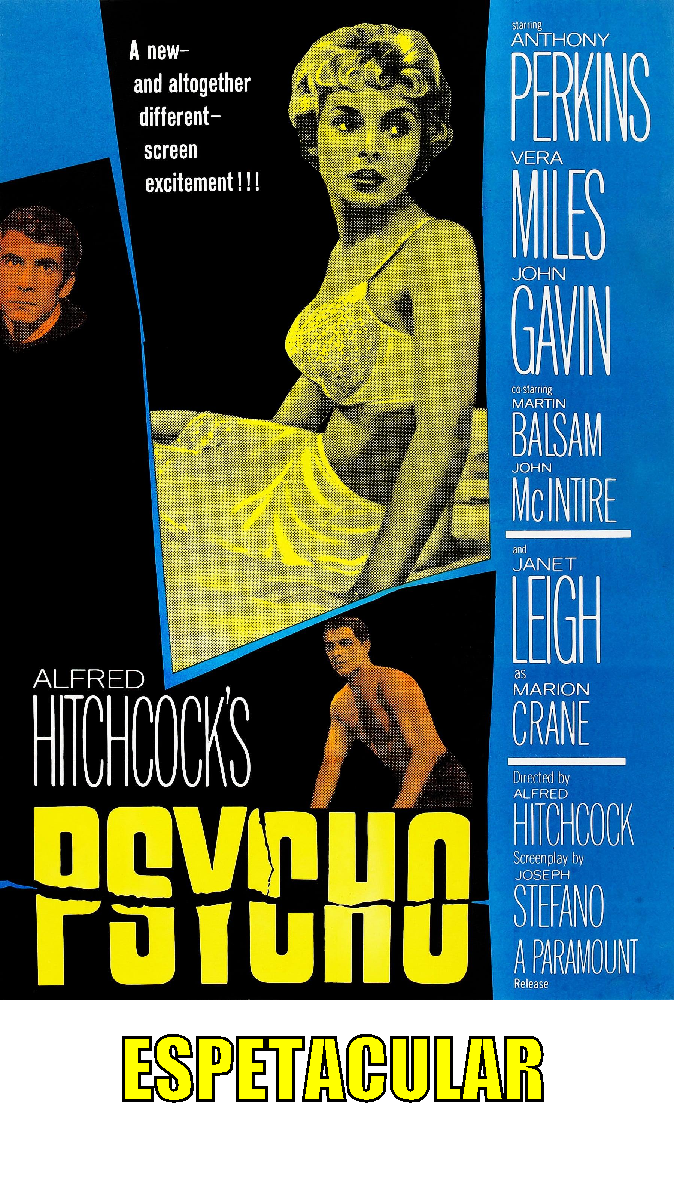 A new-
and altogether
different-
screen
excitement!!!
starring
ANTHONY
PERKINS
VERA
MILES
JOHN
GAVIN
co-starring
MARTIN
BALSAM
JOHN
McINTIRE
and
JANET
LEIGH
as
MARION
CRANE
Directed by
ALFRED
HITCHCOCK
Screenplay by
JOSEPH
STEFANO
A PARAMOUNT
Release
ALFRED
HITCHCOCK'S
PSYCHO
ESPETACULAR